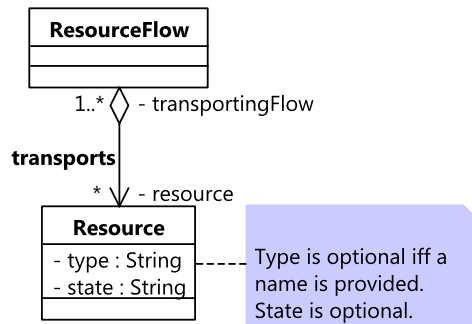 ResourceFlow
1..* - transportingFlow
transports
* - resource
Resource
- type : String
- state : String
Type is optional iff a
name is provided.
State is optional.